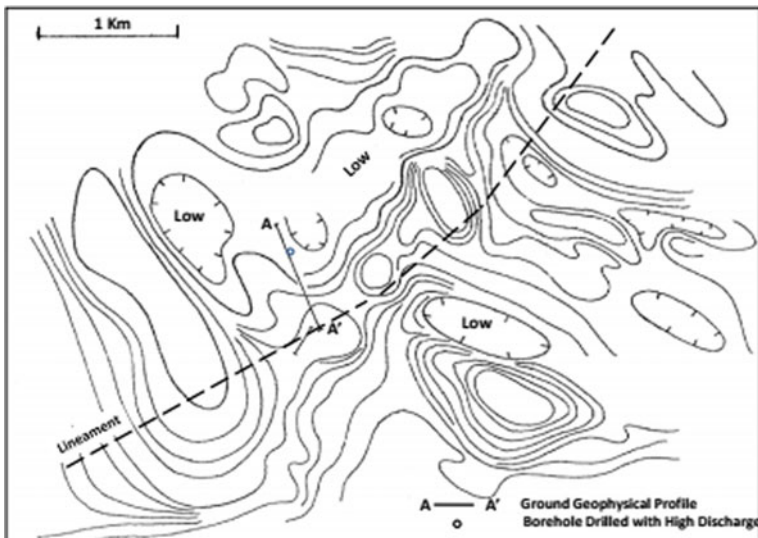 1 Km
Low
Low
A
A'
Low
Lineament
A A' Ground Geophysical Profile
Borehole Drilled with High Discharge